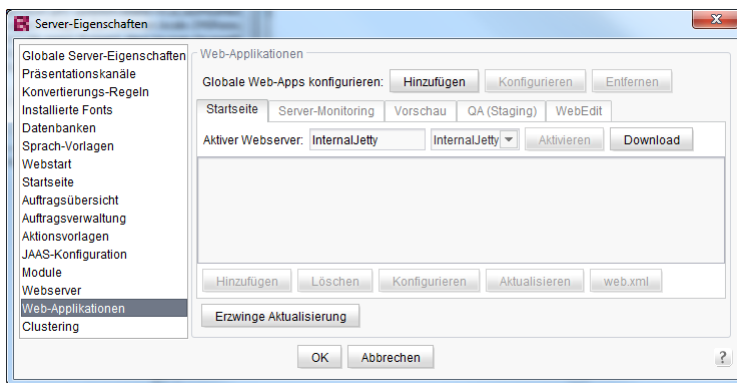 Server-Eigenschaften
Globale Server-Eigenschaften
Präsentationskanäle
Konvertierungs-Regeln
Installierte Fonts
Datenbanken
Sprach-Vorlagen
Webstart
Startseite
Auftragsübersicht
Auftragsverwaltung
Aktionsvorlagen
JAAS-Konfiguration
Module
Webserver
Web-Applikationen
Clustering
Web-Applikationen
Globale Web-Apps konfigurieren: Hinzufügen Konfigurieren Entfernen
Startseite Server-Monitoring Vorschau QA (Staging) WebEdit
Aktiver Webserver: InternalJetty InternalJetty Aktivieren Download
Hinzufügen Löschen Konfigurieren Aktualisieren web.xml
Erzwinge Aktualisierung
OK Abbrechen ?